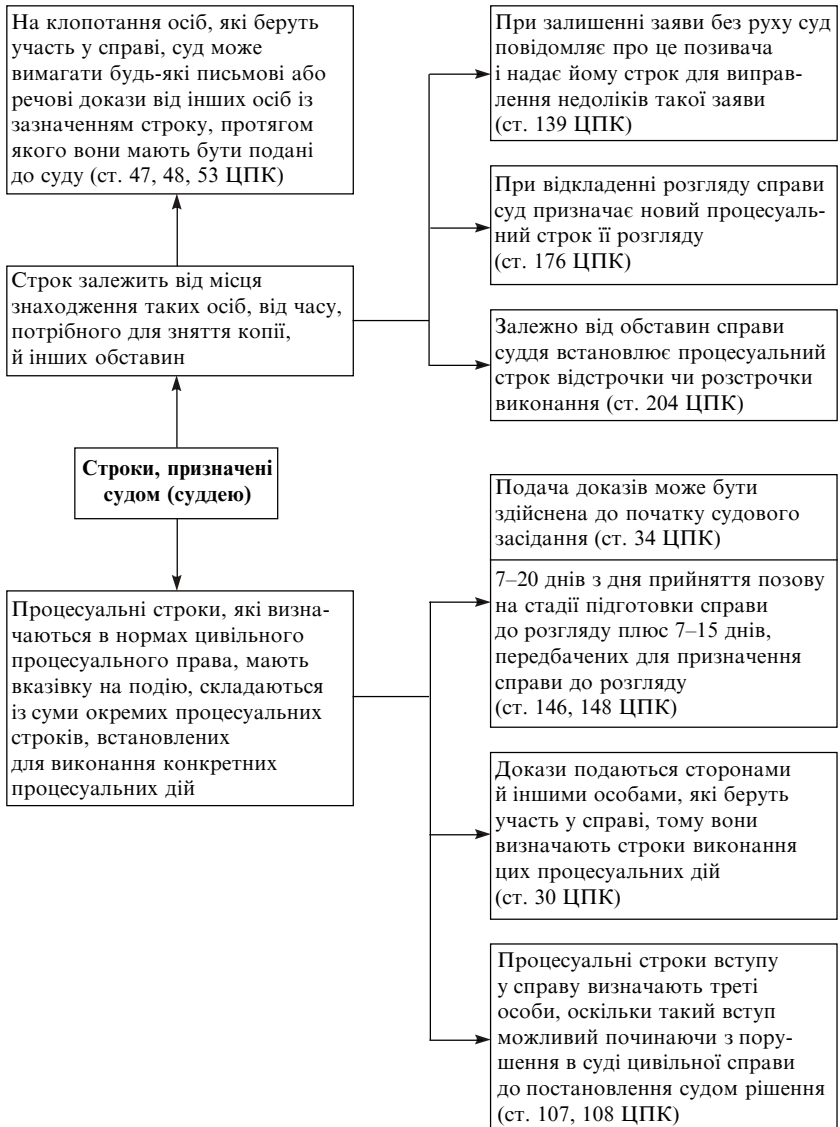 На клопотання осіб, які беруть
участь у справі, суд може
вимагати будь-які письмові або
речові докази від інших осіб із
зазначенням строку, протягом
якого вони мають бути подані
до суду (ст. 47, 48, 53 ЦПК)
Строк залежить від місця
знаходження таких осіб, від часу,
потрібного для зняття копії,
й інших обставин
Строки, призначені
судом (суддею)
Процесуальні строки, які визна-
чаються в нормах цивільного
процесуального права, мають
вказівку на подію, складаються
із суми окремих процесуальних
строків, встановлених
для виконання конкретних
процесуальних дій
При залишенні заяви без руху суд
повідомляє про це позивача
і надає йому строк для виправ-
лення недоліків такої заяви
(ст. 139 ЦПК)
При відкладенні розгляду справи
суд призначає новий процесуаль-
ний строк її розгляду
(ст. 176 ЦПК)
Залежно від обставин справи
суддя встановлює процесуальний
строк відстрочки чи розстрочки
виконання (ст. 204 ЦПК)
Подача доказів може бути
здійснена до початку судового
засідання (ст. 34 ЦПК)
7–20 днів з дня прийняття позову
на стадії підготовки справи
до розгляду плюс 7–15 днів,
передбачених для призначення
справи до розгляду
(ст. 146, 148 ЦПК)
Докази подаються сторонами
й іншими особами, які беруть
участь у справі, тому вони
визначають строки виконання
цих процесуальних дій
(ст. 30 ЦПК)
Процесуальні строки вступу
у справу визначають треті
особи, оскільки такий вступ
можливий починаючи з пору-
шення в суді цивільної справи
до постановлення судом рішення
(ст. 107, 108 ЦПК)